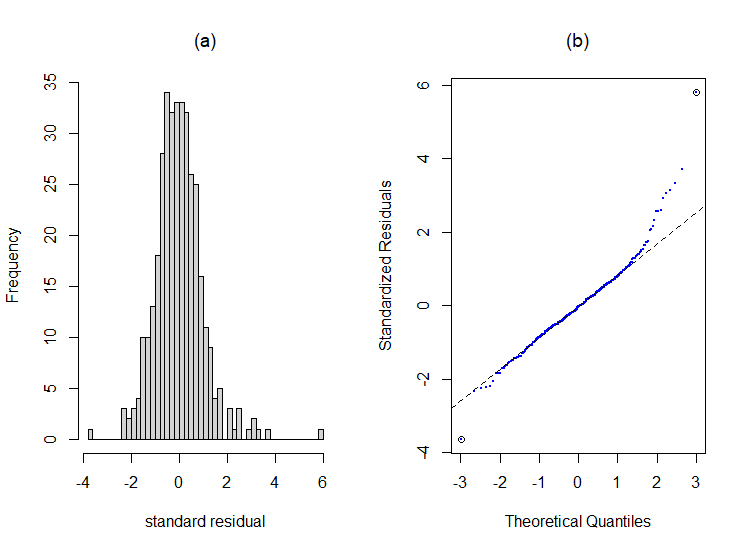 (a)
Frequency
35
30
25
20
15
10
5
0
-4 -2 0 2 4 6
standard residual
(b)
Standardized Residuals
6
4
2
0
-2
-4
-3 -2 -1 0 1 2 3
Theoretical Quantiles